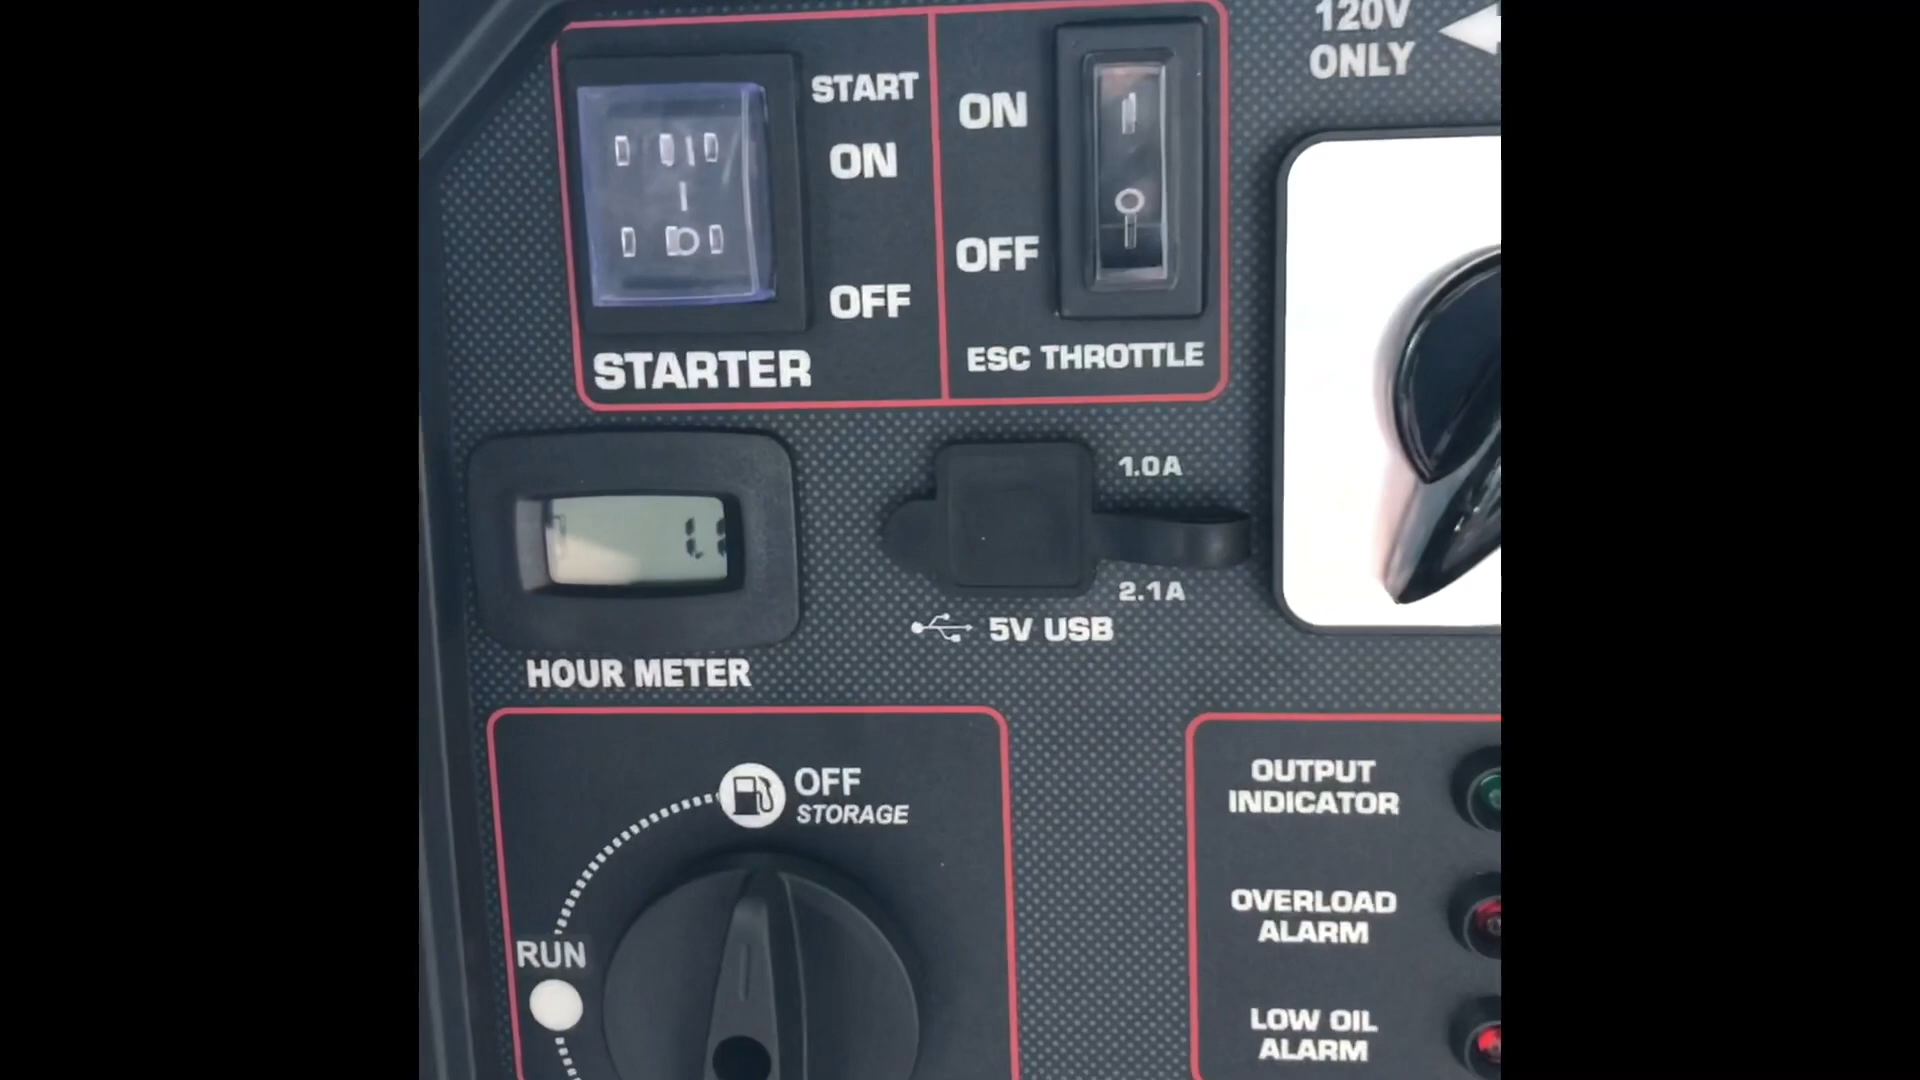 START
ON
OFF
STARTER
ON
OFF
ESC THROTTLE
120V
ONLY
1.0A
2.1A
5V USB
HOUR METER
OFF
STORAGE
RUN
OUTPUT
INDICATOR
OVERLOAD
ALARM
LOW OIL
ALARM